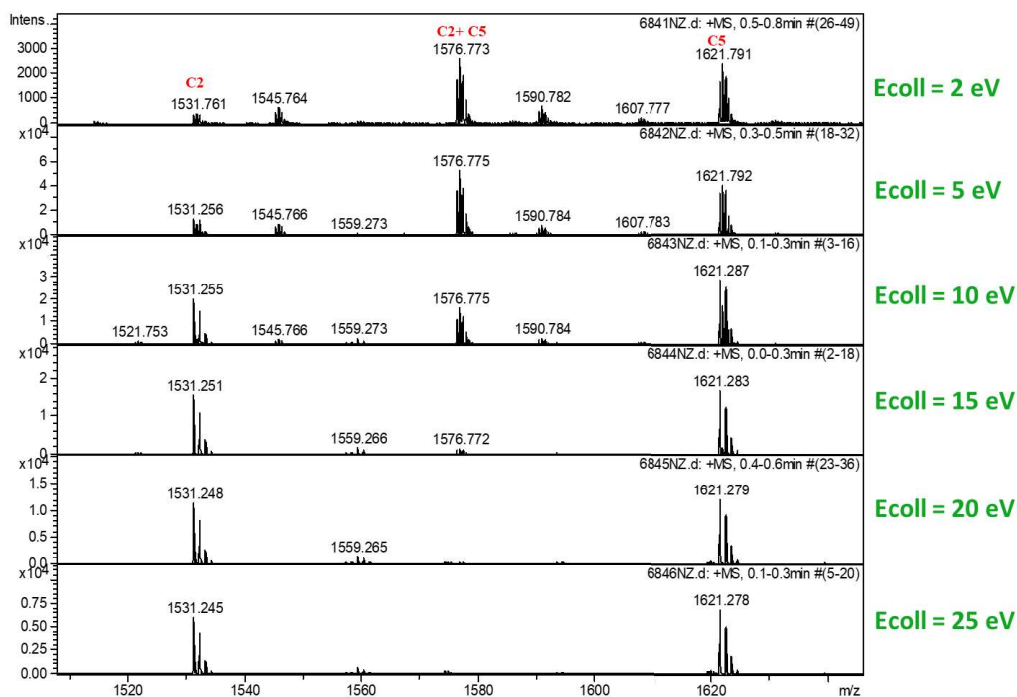 Intens.
6841NZ.d: +MS, 0.5-0.8min #(26-49)
3000
2000
1000
C2
1531.761
1545.764
C2+ C5
1576.773
1590.782
1607.777
C5
1621.791
Ecoll = 2 eV
x10⁴
6842NZ.d: +MS, 0.3-0.5min #(18-32)
6
4
2
0
1531.256
1545.766
1559.273
1576.775
1590.784
1607.783
1621.792
Ecoll = 5 eV
x10⁴
6843NZ.d: +MS, 0.1-0.3min #(3-16)
3
2
1
0
1521.753
1531.255
1545.766
1559.273
1576.775
1590.784
1621.287
Ecoll = 10 eV
x10⁴
6844NZ.d: +MS, 0.0-0.3min #(2-18)
2
1
0
1531.251
1559.266
1576.772
1621.283
Ecoll = 15 eV
x10⁴
6845NZ.d: +MS, 0.4-0.6min #(23-36)
1.5
1.0
0.5
0.0
1531.248
1559.265
1621.279
Ecoll = 20 eV
x10⁴
6846NZ.d: +MS, 0.1-0.3min #(5-20)
0.75
0.50
0.25
0.00
1531.245
1621.278
Ecoll = 25 eV
1520
1540
1560
1580
1600
1620
m/z